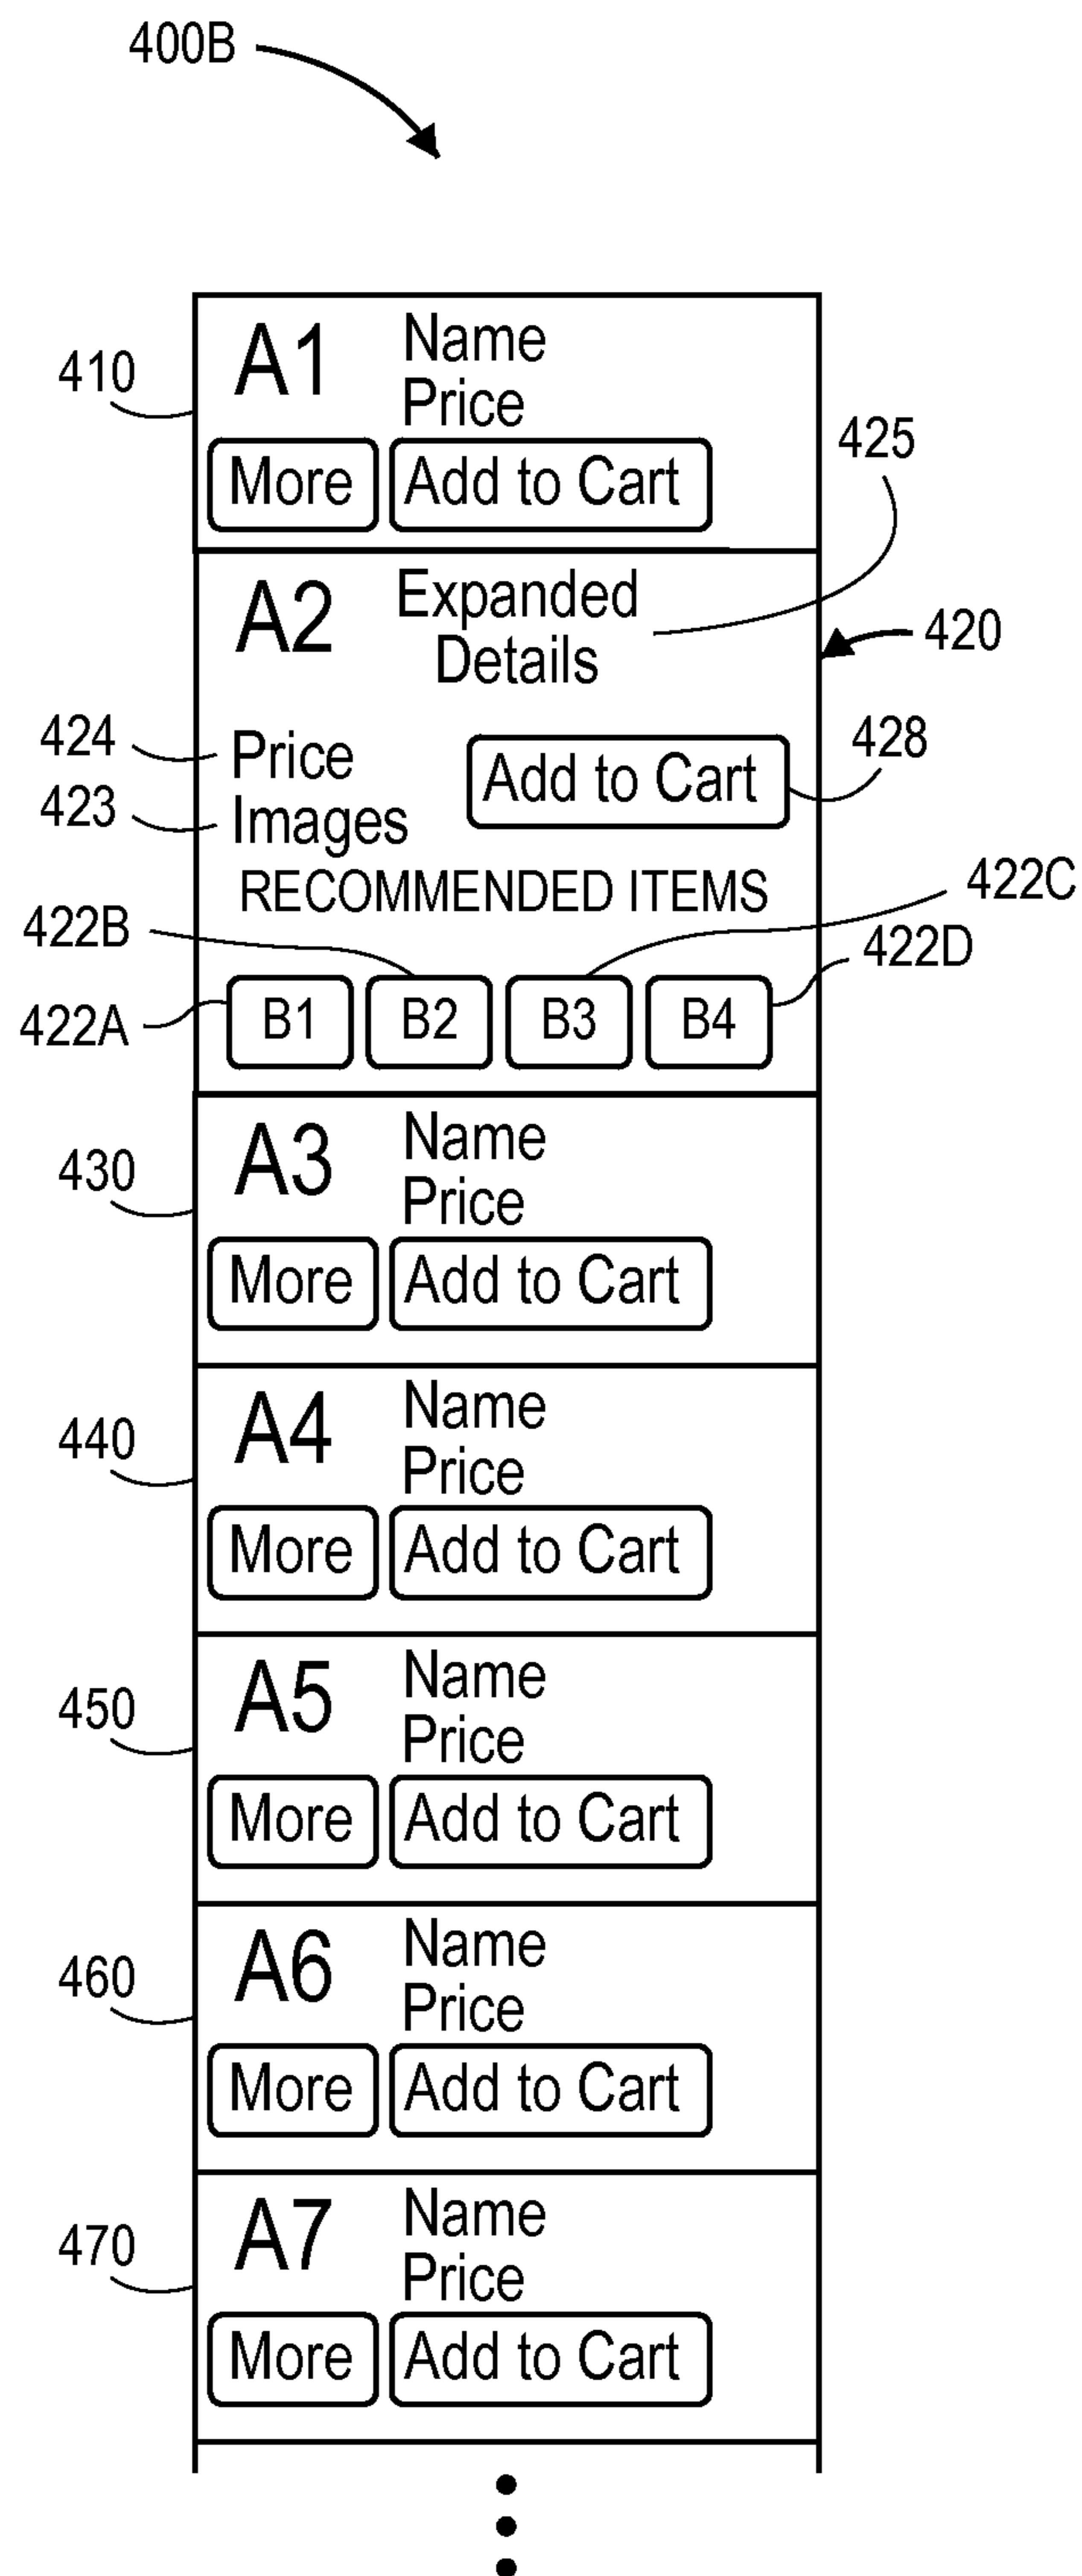 400B
A1 Name
410
Price
More Add to Cart
425
A2 Expanded
Details
420
424 Price
Add to Cart 428
423 Images
RECOMMENDED ITEMS
422C
422B
422D
422A B1 B2 B3 B4
A3 Name
430
Price
More Add to Cart
A4 Name
440
Price
More Add to Cart
A5 Name
450
Price
More Add to Cart
A6 Name
460
Price
More Add to Cart
A7 Name
470
Price
More Add to Cart